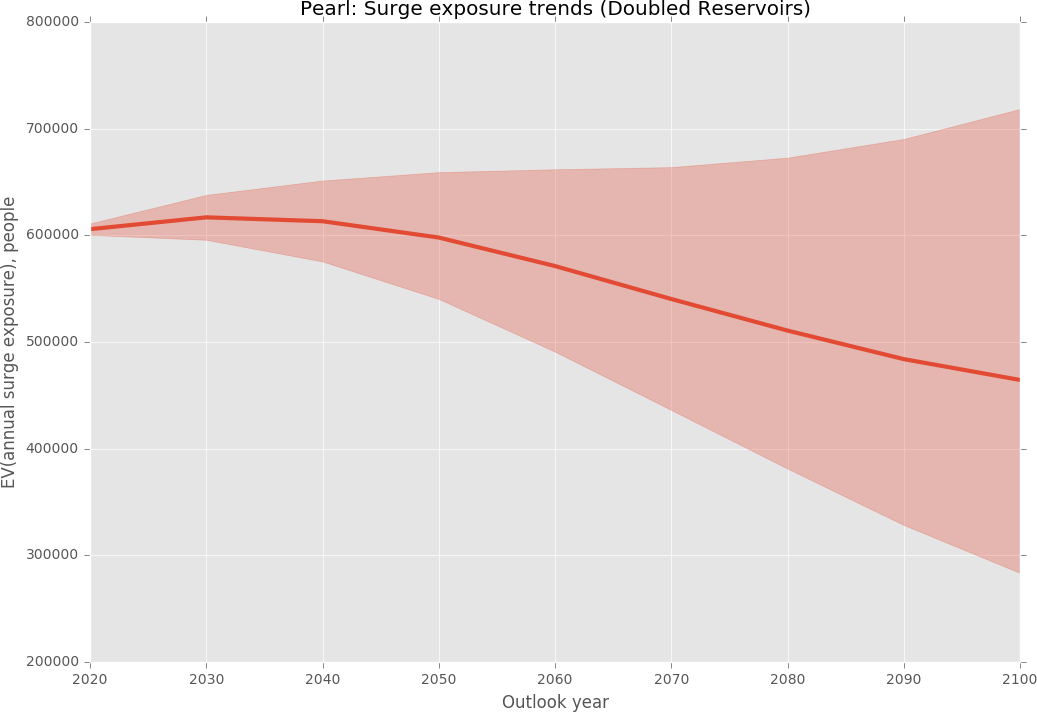 Pearl: Surge exposure trends (Doubled Reservoirs)
EV(annual surge exposure), people
800000
700000
600000
500000
400000
300000
200000
2020 2030 2040 2050 2060 2070 2080 2090 2100
Outlook year